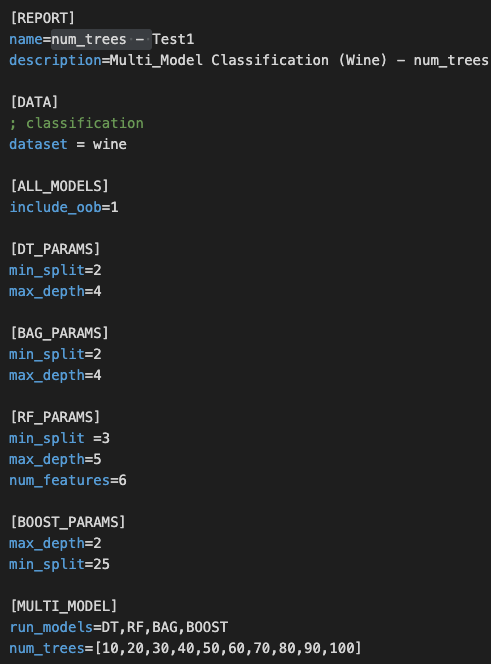 [REPORT]
name=num_trees - Test1
description=Multi_Model Classification (Wine) - num_trees
[DATA]
; classification
dataset = wine
[ALL_MODELS]
include_oob=1
[DT_PARAMS]
min_split=2
max_depth=4
[BAG_PARAMS]
min_split=2
max_depth=4
[RF_PARAMS]
min_split =3
max_depth=5
num_features=6
[BOOST_PARAMS]
max_depth=2
min_split=25
[MULTI_MODEL]
run_models=DT,RF,BAG,BOOST
num_trees=[10,20,30,40,50,60,70,80,90,100]